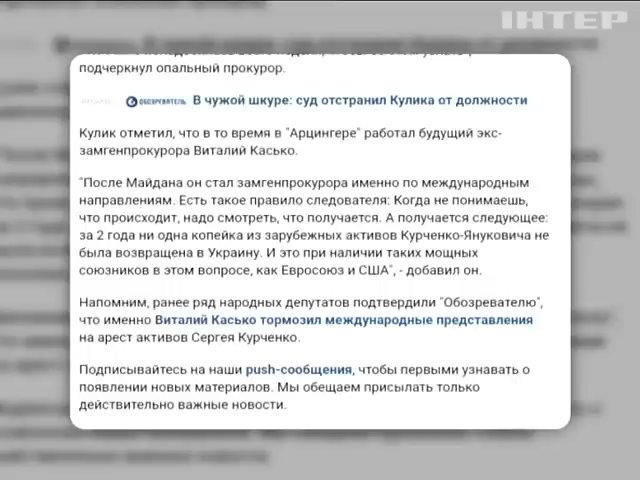 ІНТЕР
подчеркнул опальный прокурор.
ОБОЗРЕВАТЕЛЬ В чужой шкуре: суд отстранил Кулика от должности
Кулик отметил, что в то время в "Арцингере" работал будущий экс-
замгенпрокурора Виталий Касько.
"После Майдана он стал замгенпрокурора именно по международным
направлениям. Есть такое правило следователя: Когда не понимаешь,
что происходит, надо смотреть, что получается. А получается следующее:
за 2 года ни одна копейка из зарубежных активов Курченко-Януковича не
была возвращена в Украину. И это при наличии таких мощных
союзников в этом вопросе, как Евросоюз и США", - добавил он.
Напомним, ранее ряд народных депутатов подтвердили "Обозревателю",
что именно Виталий Касько тормозил международные представления
на арест активов Сергея Курченко.
Подписывайтесь на наши push-сообщения, чтобы первыми узнавать о
появлении новых материалов. Мы обещаем присылать только
действительно важные новости.